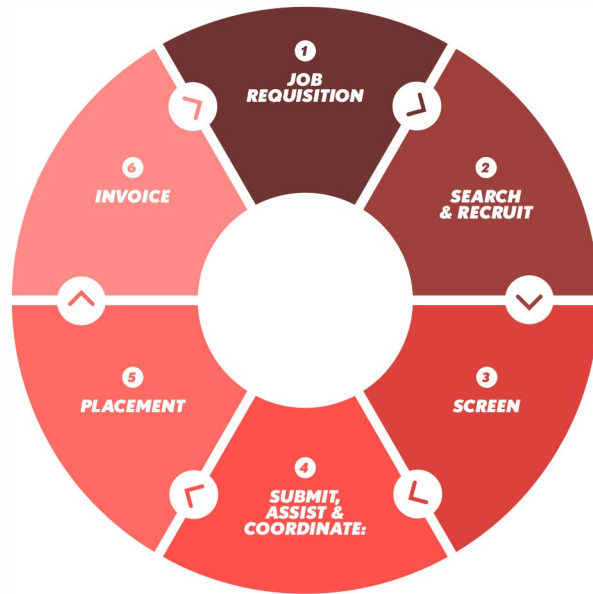 1
JOB
REQUISITION
2
SEARCH
& RECRUIT
3
SCREEN
4
SUBMIT,
ASSIST &
COORDINATE:
5
PLACEMENT
6
INVOICE